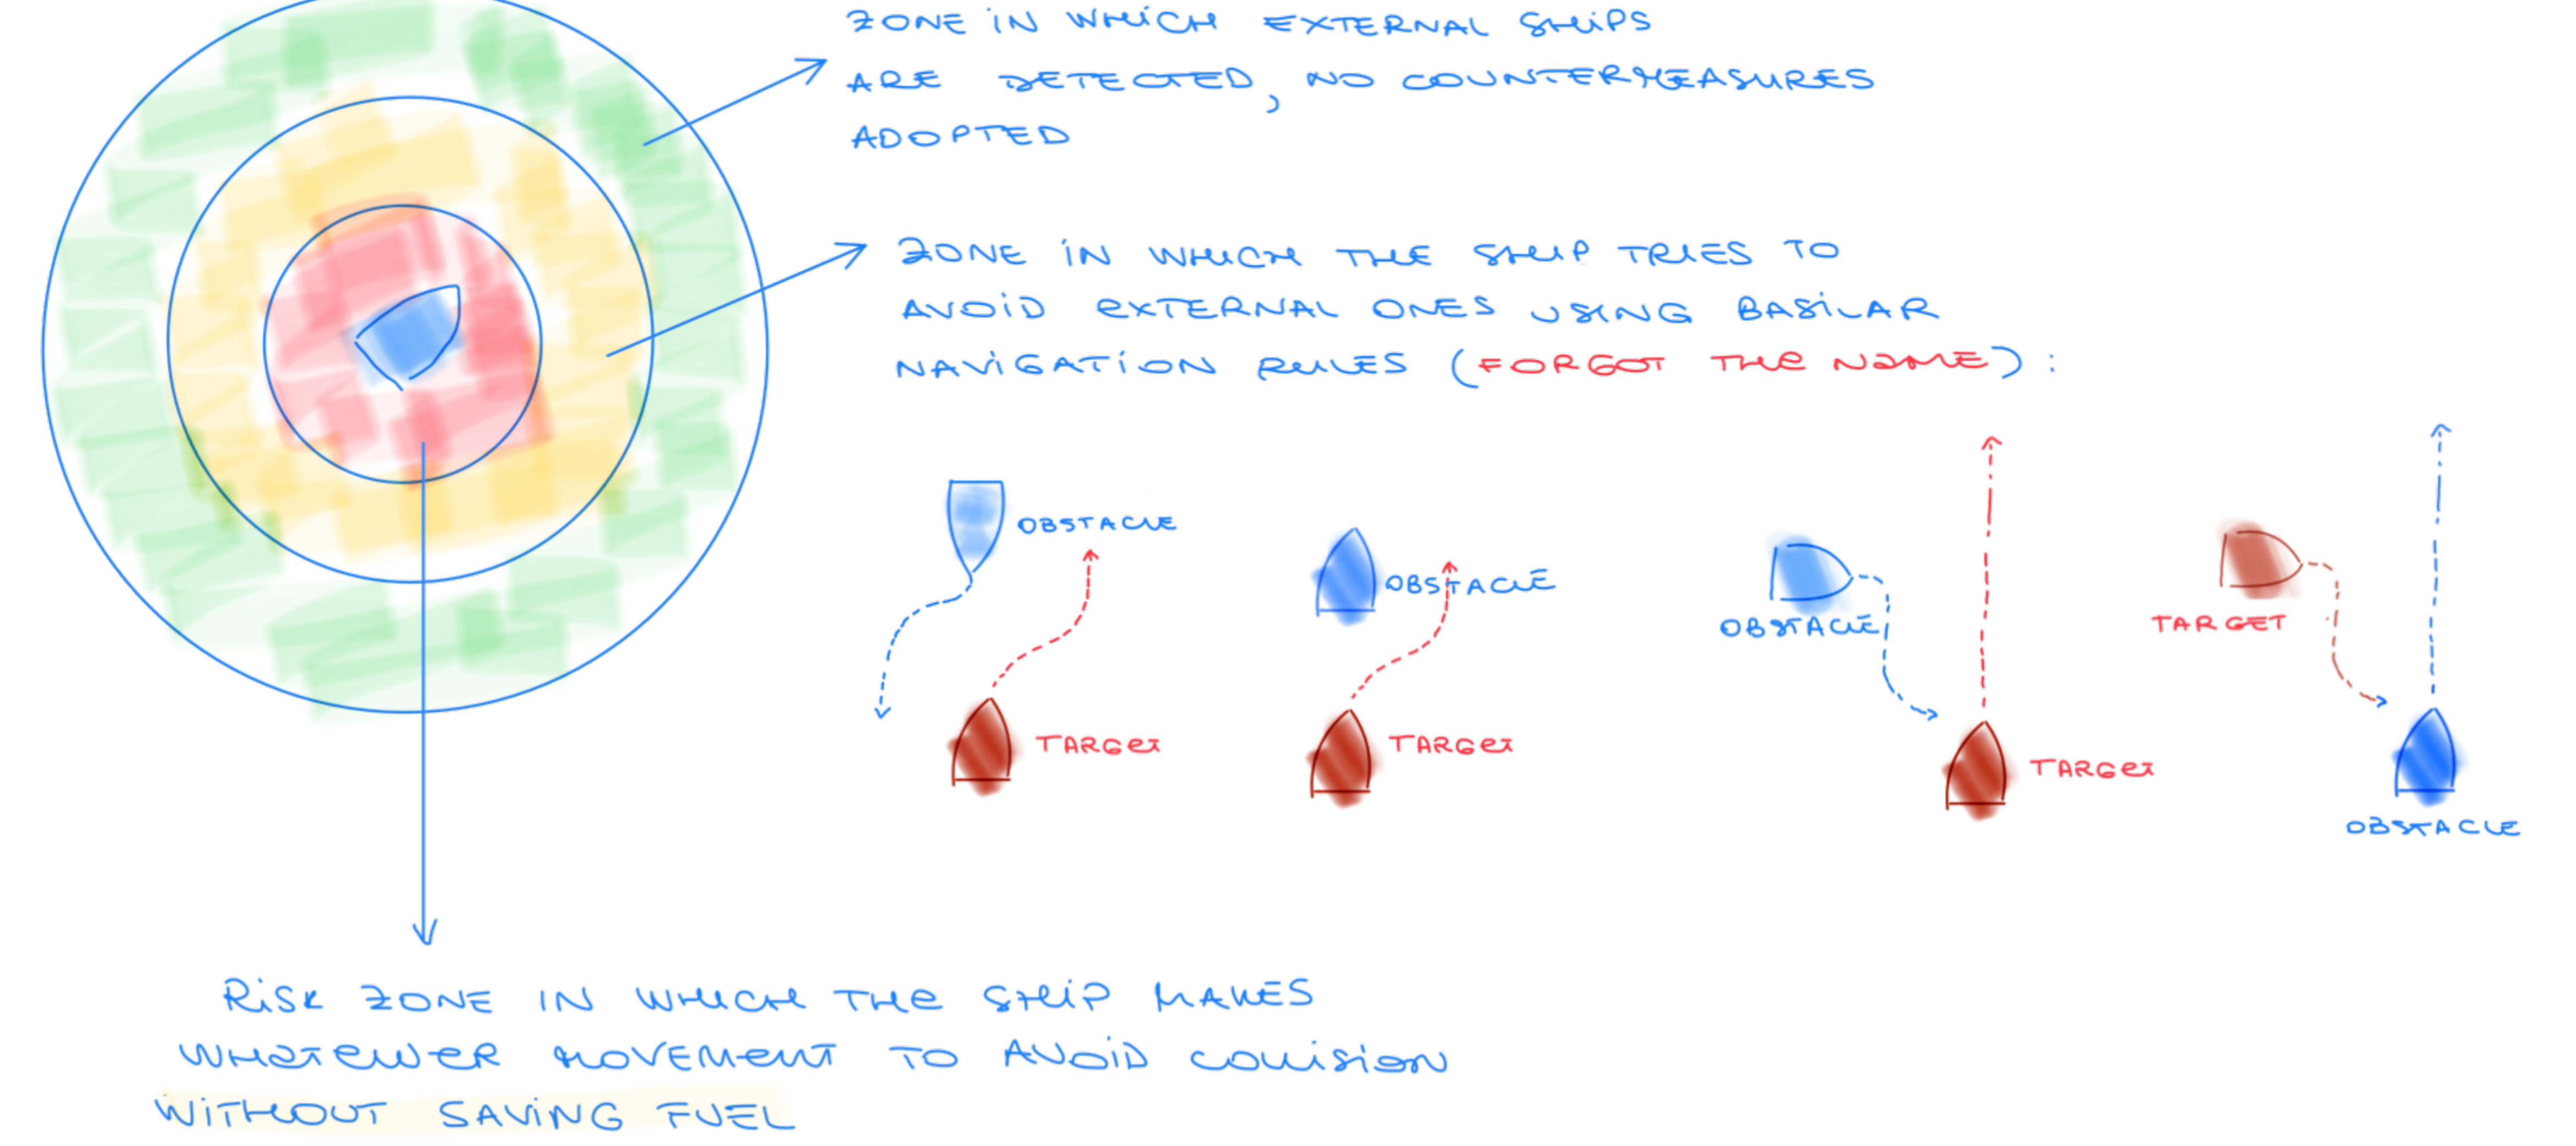 ZONE IN WHICH EXTERNAL SHIPS
ARE DETECTED, NO COUNTERMEASURES
ADOPTED
ZONE IN WHICH THE SHIP TRIES TO
AVOID EXTERNAL ONES USING BASILAR
NAVIGATION RULES (FORGOT THE NAME):
OBSTACLE
TARGET
OBSTACLE
TARGET
OBSTACLE
TARGET
TARGET
OBSTACLE
RISK ZONE IN WHICH THE SHIP MAKES
WHATEWER MOVEMENT TO AVOID COLLISION
WITHOUT SAVING FUEL